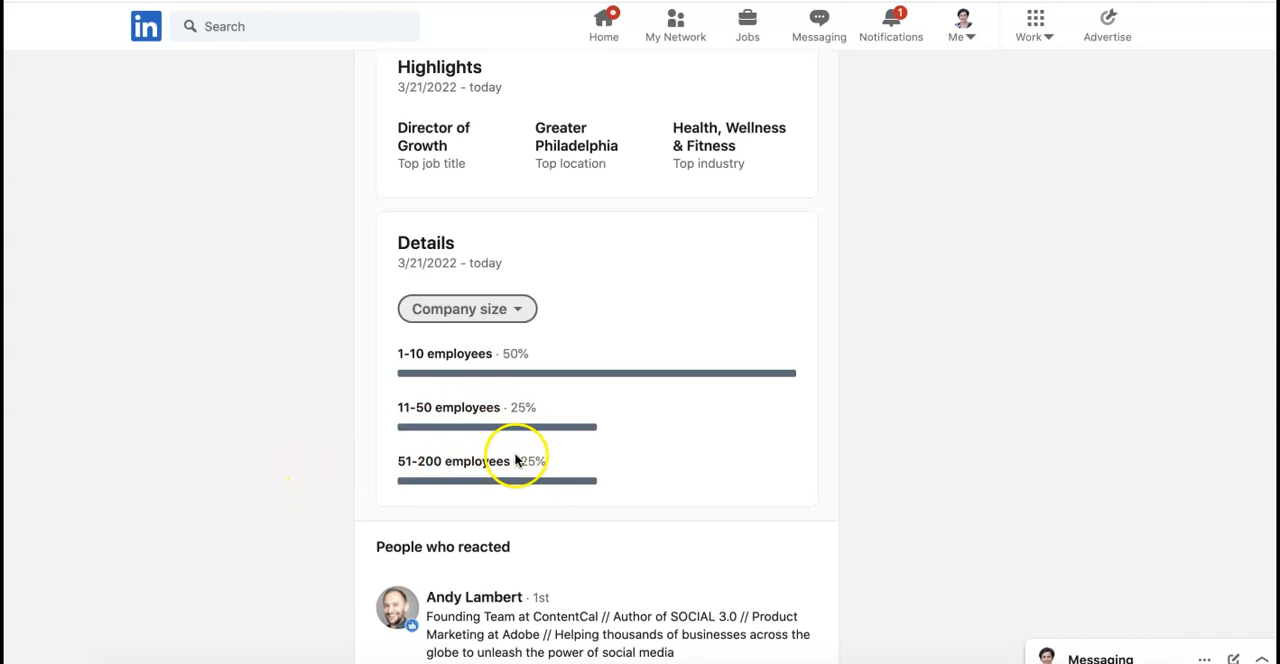 in
Search
Home
My Network
Jobs
Messaging
Notifications
1
Me
Work
Advertise
Highlights
3/21/2022 - today
Director of
Growth
Top job title
Greater
Philadelphia
Top location
Health, Wellness
& Fitness
Top industry
Details
3/21/2022 - today
Company size
1-10 employees · 50%
11-50 employees · 25%
51-200 employees · 25%
People who reacted
Andy Lambert · 1st
Founding Team at ContentCal // Author of SOCIAL 3.0 // Product
Marketing at Adobe // Helping thousands of businesses across the
globe to unleash the power of social media
Messaging